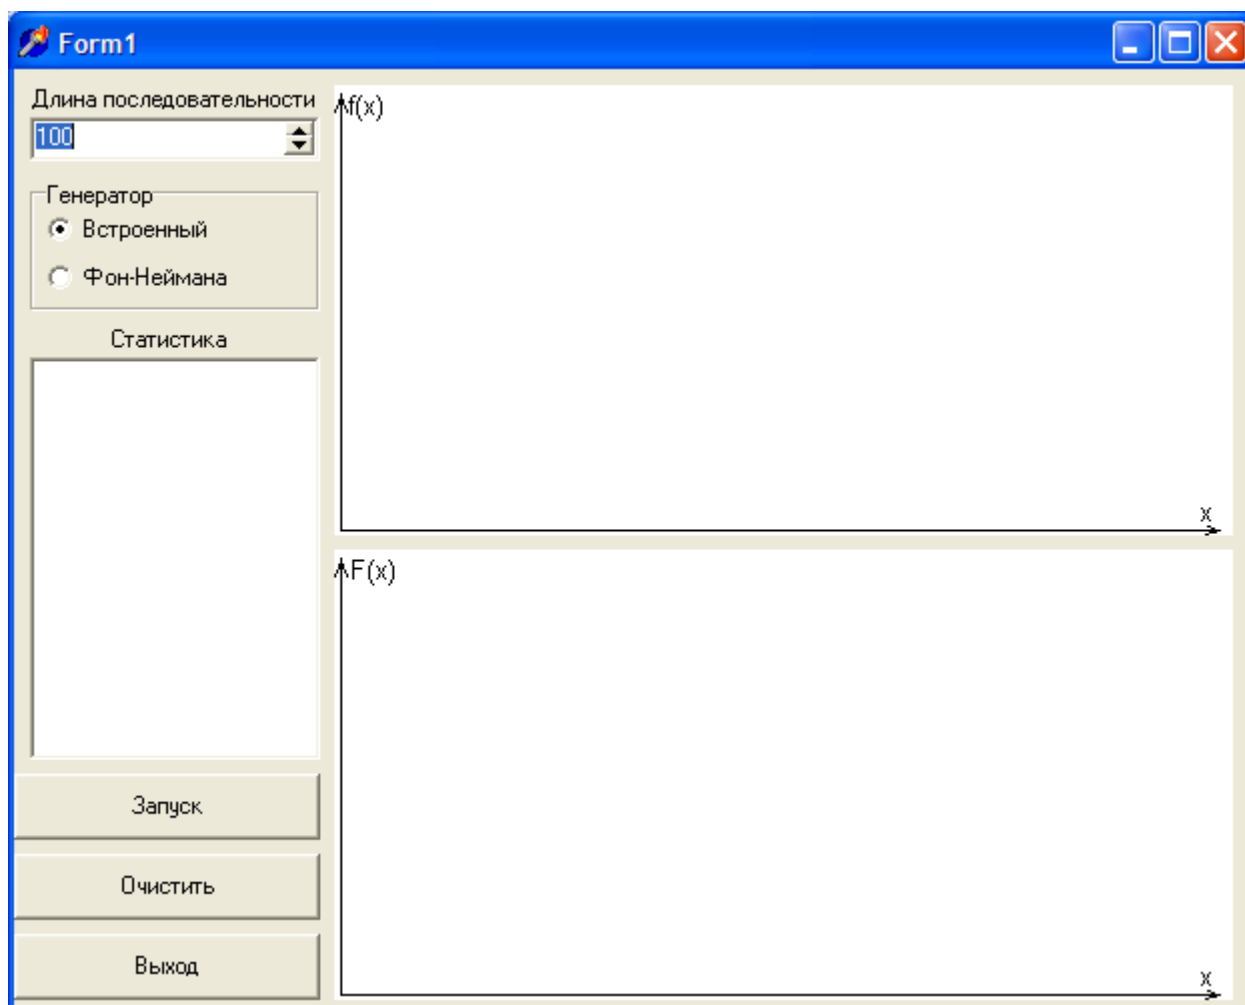 Form1
Длина последовательности
100
Генератор
Встроенный
Фон-Неймана
Статистика
Запуск
Очистить
Выход
f(x)
x
F(x)
x